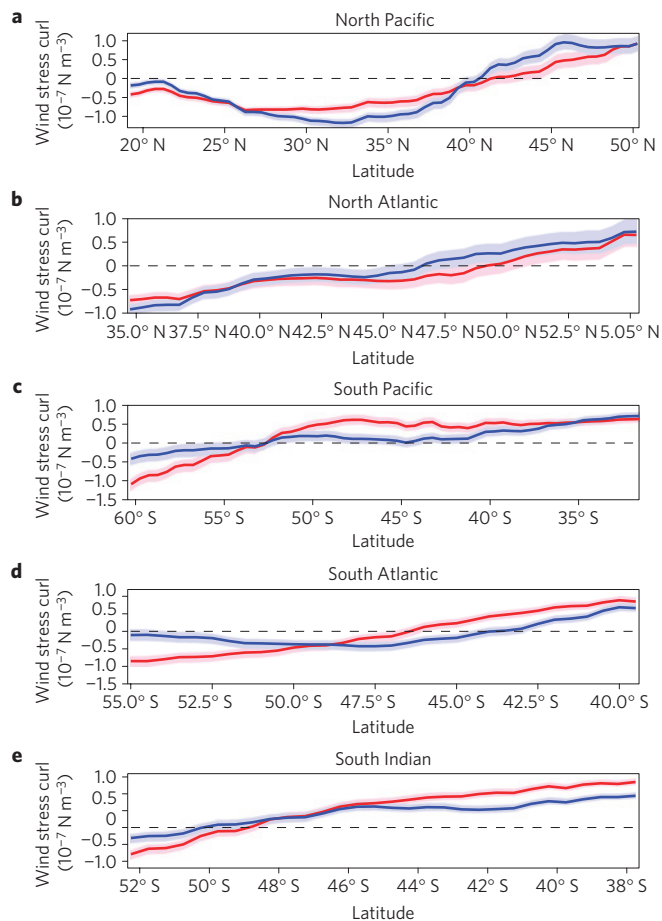 a
North Pacific
Wind stress curl
(10⁻⁷ N m⁻³)
1.0
0.5
0
−0.5
−1.0
20° N 25° N 30° N 35° N 40° N 45° N 50° N
Latitude
b
North Atlantic
Wind stress curl
(10⁻⁷ N m⁻³)
1.0
0.5
0
−0.5
−1.0
35.0° N 37.5° N 40.0° N 42.5° N 45.0° N 47.5° N 50.0° N 52.5° N 5.05° N
Latitude
c
South Pacific
Wind stress curl
(10⁻⁷ N m⁻³)
1.0
0.5
0
−0.5
−1.0
−1.5
60° S 55° S 50° S 45° S 40° S 35° S
Latitude
d
South Atlantic
Wind stress curl
(10⁻⁷ N m⁻³)
1.0
0.5
0
−0.5
−1.0
−1.5
55.0° S 52.5° S 50.0° S 47.5° S 45.0° S 42.5° S 40.0° S
Latitude
e
South Indian
Wind stress curl
(10⁻⁷ N m⁻³)
1.0
0.5
0
−0.5
−1.0
52° S 50° S 48° S 46° S 44° S 42° S 40° S 38° S
Latitude